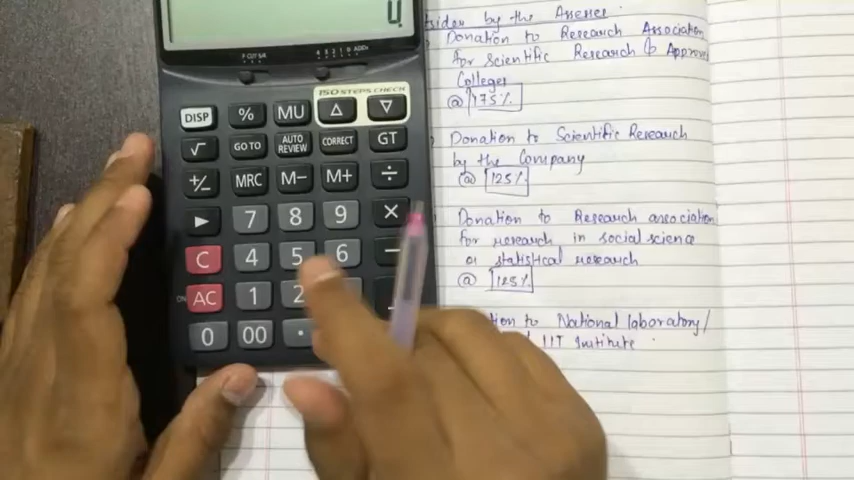 by the Assesser
Donation to Research Association
for scientific Research & Approved
Colleges
@ 175%
Donation to Scientific Research
by the Company
@ 125%
Donation to Research association
for research in social science
or statistical research
@ 125%
to National laboratory/
IIT Institute
4.
150 STEPS CHECK
DISP % MU △ ▽
√ GO TO AUTO REVIEW CORRECT GT
+/− MRC M− M+ ÷
► 7 8 9 ×
C 4 5 6 −
ON AC 1 2
0 00 ·